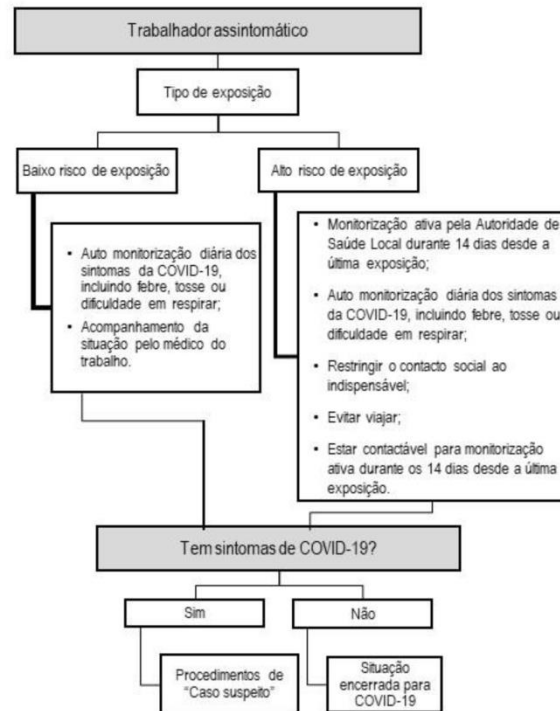 Trabalhador assintomático
Tipo de exposição
Baixo risco de exposição
Alto risco de exposição
• Auto monitorização diária dos
sintomas da COVID-19,
incluindo febre, tosse ou
dificuldade em respirar;
• Acompanhamento da
situação pelo médico do
trabalho.
• Monitorização ativa pela Autoridade de
Saúde Local durante 14 dias desde a
última exposição;
• Auto monitorização diária dos sintomas
da COVID-19, incluindo febre, tosse ou
dificuldade em respirar;
• Restringir o contacto social ao
indispensável;
• Evitar viajar;
• Estar contactável para monitorização
ativa durante os 14 dias desde a última
exposição.
Tem sintomas de COVID-19?
Sim
Não
Procedimentos de
“Caso suspeito”
Situação
encerrada para
COVID-19